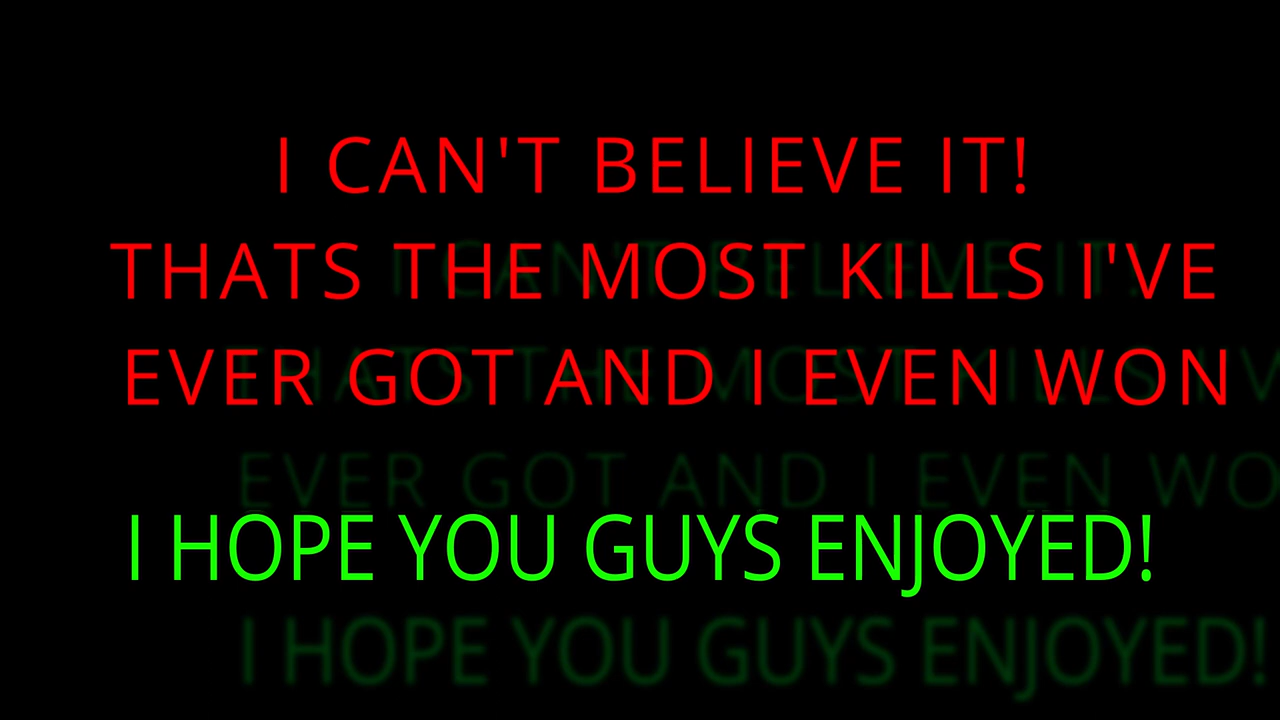 I CAN'T BELIEVE IT!
THATS THE MOST KILLS I'VE
EVER GOT AND I EVEN WON
I HOPE YOU GUYS ENJOYED!